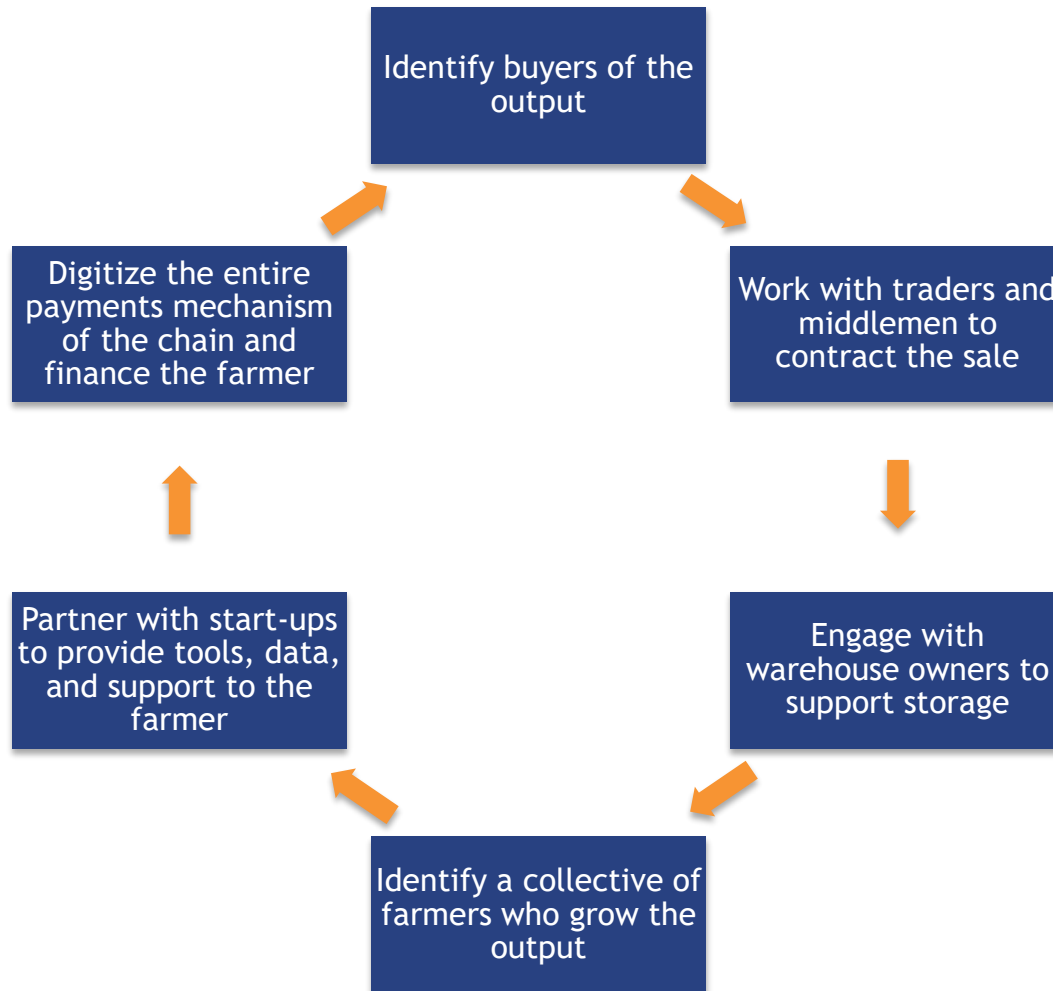 Identify buyers of the
output
Work with traders and
middlemen to
contract the sale
Engage with
warehouse owners to
support storage
Identify a collective of
farmers who grow the
output
Partner with start-ups
to provide tools, data,
and support to the
farmer
Digitize the entire
payments mechanism
of the chain and
finance the farmer